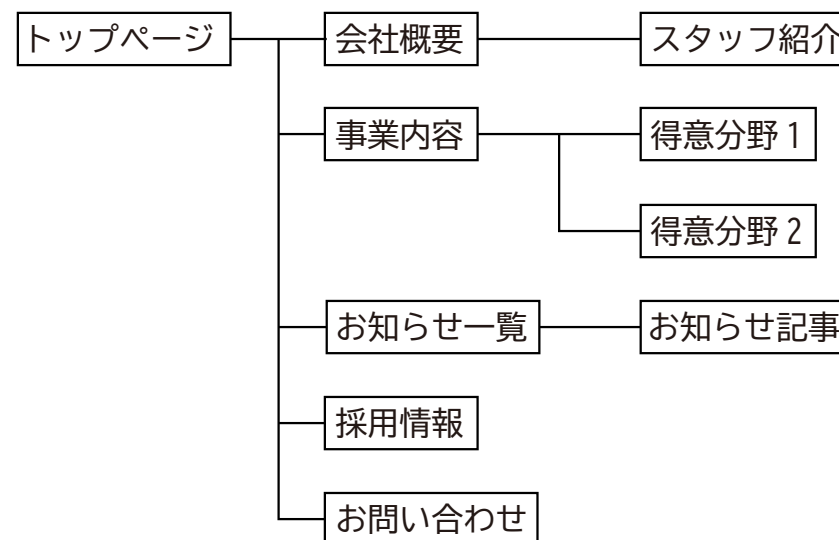 トップページ 会社概要 スタッフ紹介
事業内容 得意分野 1
得意分野 2
お知らせ一覧 お知らせ記事
採用情報
お問い合わせ